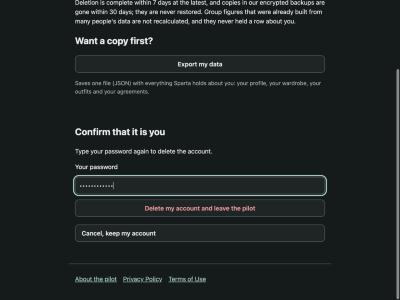 Deletion is complete within 7 days at the latest, and copies in our encrypted backups are
gone within 30 days; they are never restored. Group figures that were already built from
many people's data are not recalculated, and they never held a row about you.
Want a copy first?
Export my data
Saves one file (JSON) with everything Sparta holds about you: your profile, your wardrobe, your
outfits and your agreements.
Confirm that it is you
Type your password again to delete the account.
Your password
••••••••••••
Delete my account and leave the pilot
Cancel, keep my account
About the pilot Privacy Policy Terms of Use